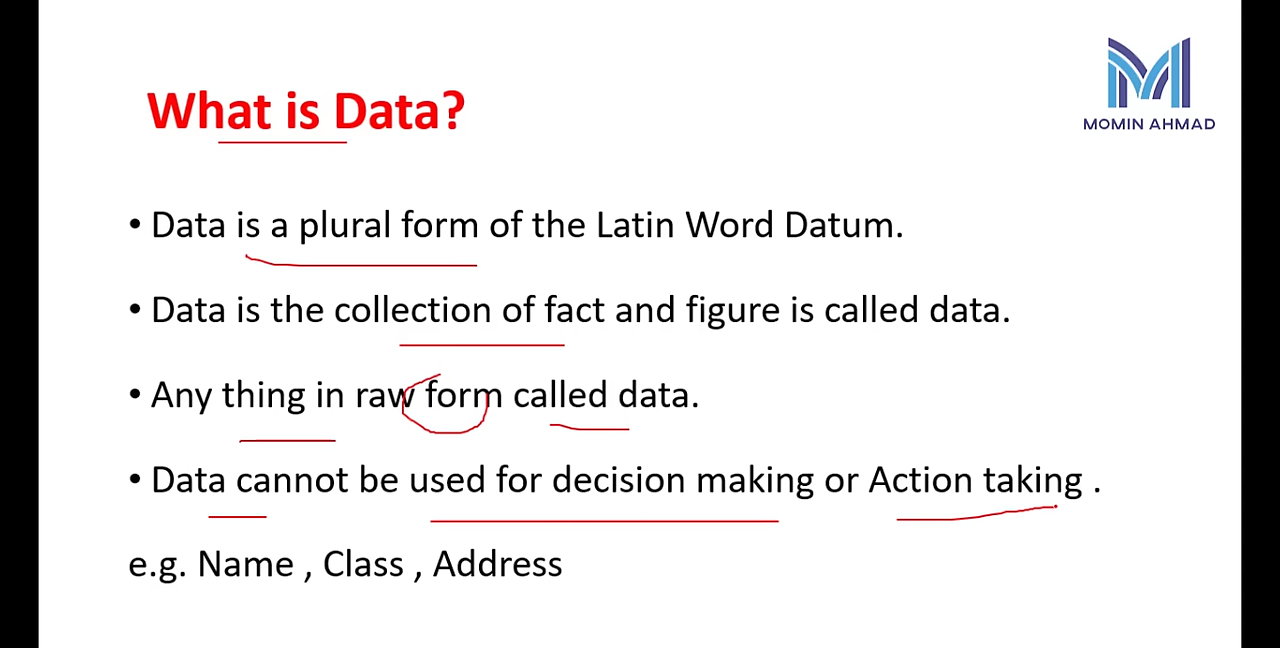 MOMIN AHMAD
What is Data?
• Data is a plural form of the Latin Word Datum.
• Data is the collection of fact and figure is called data.
• Any thing in raw form called data.
• Data cannot be used for decision making or Action taking .
e.g. Name , Class , Address